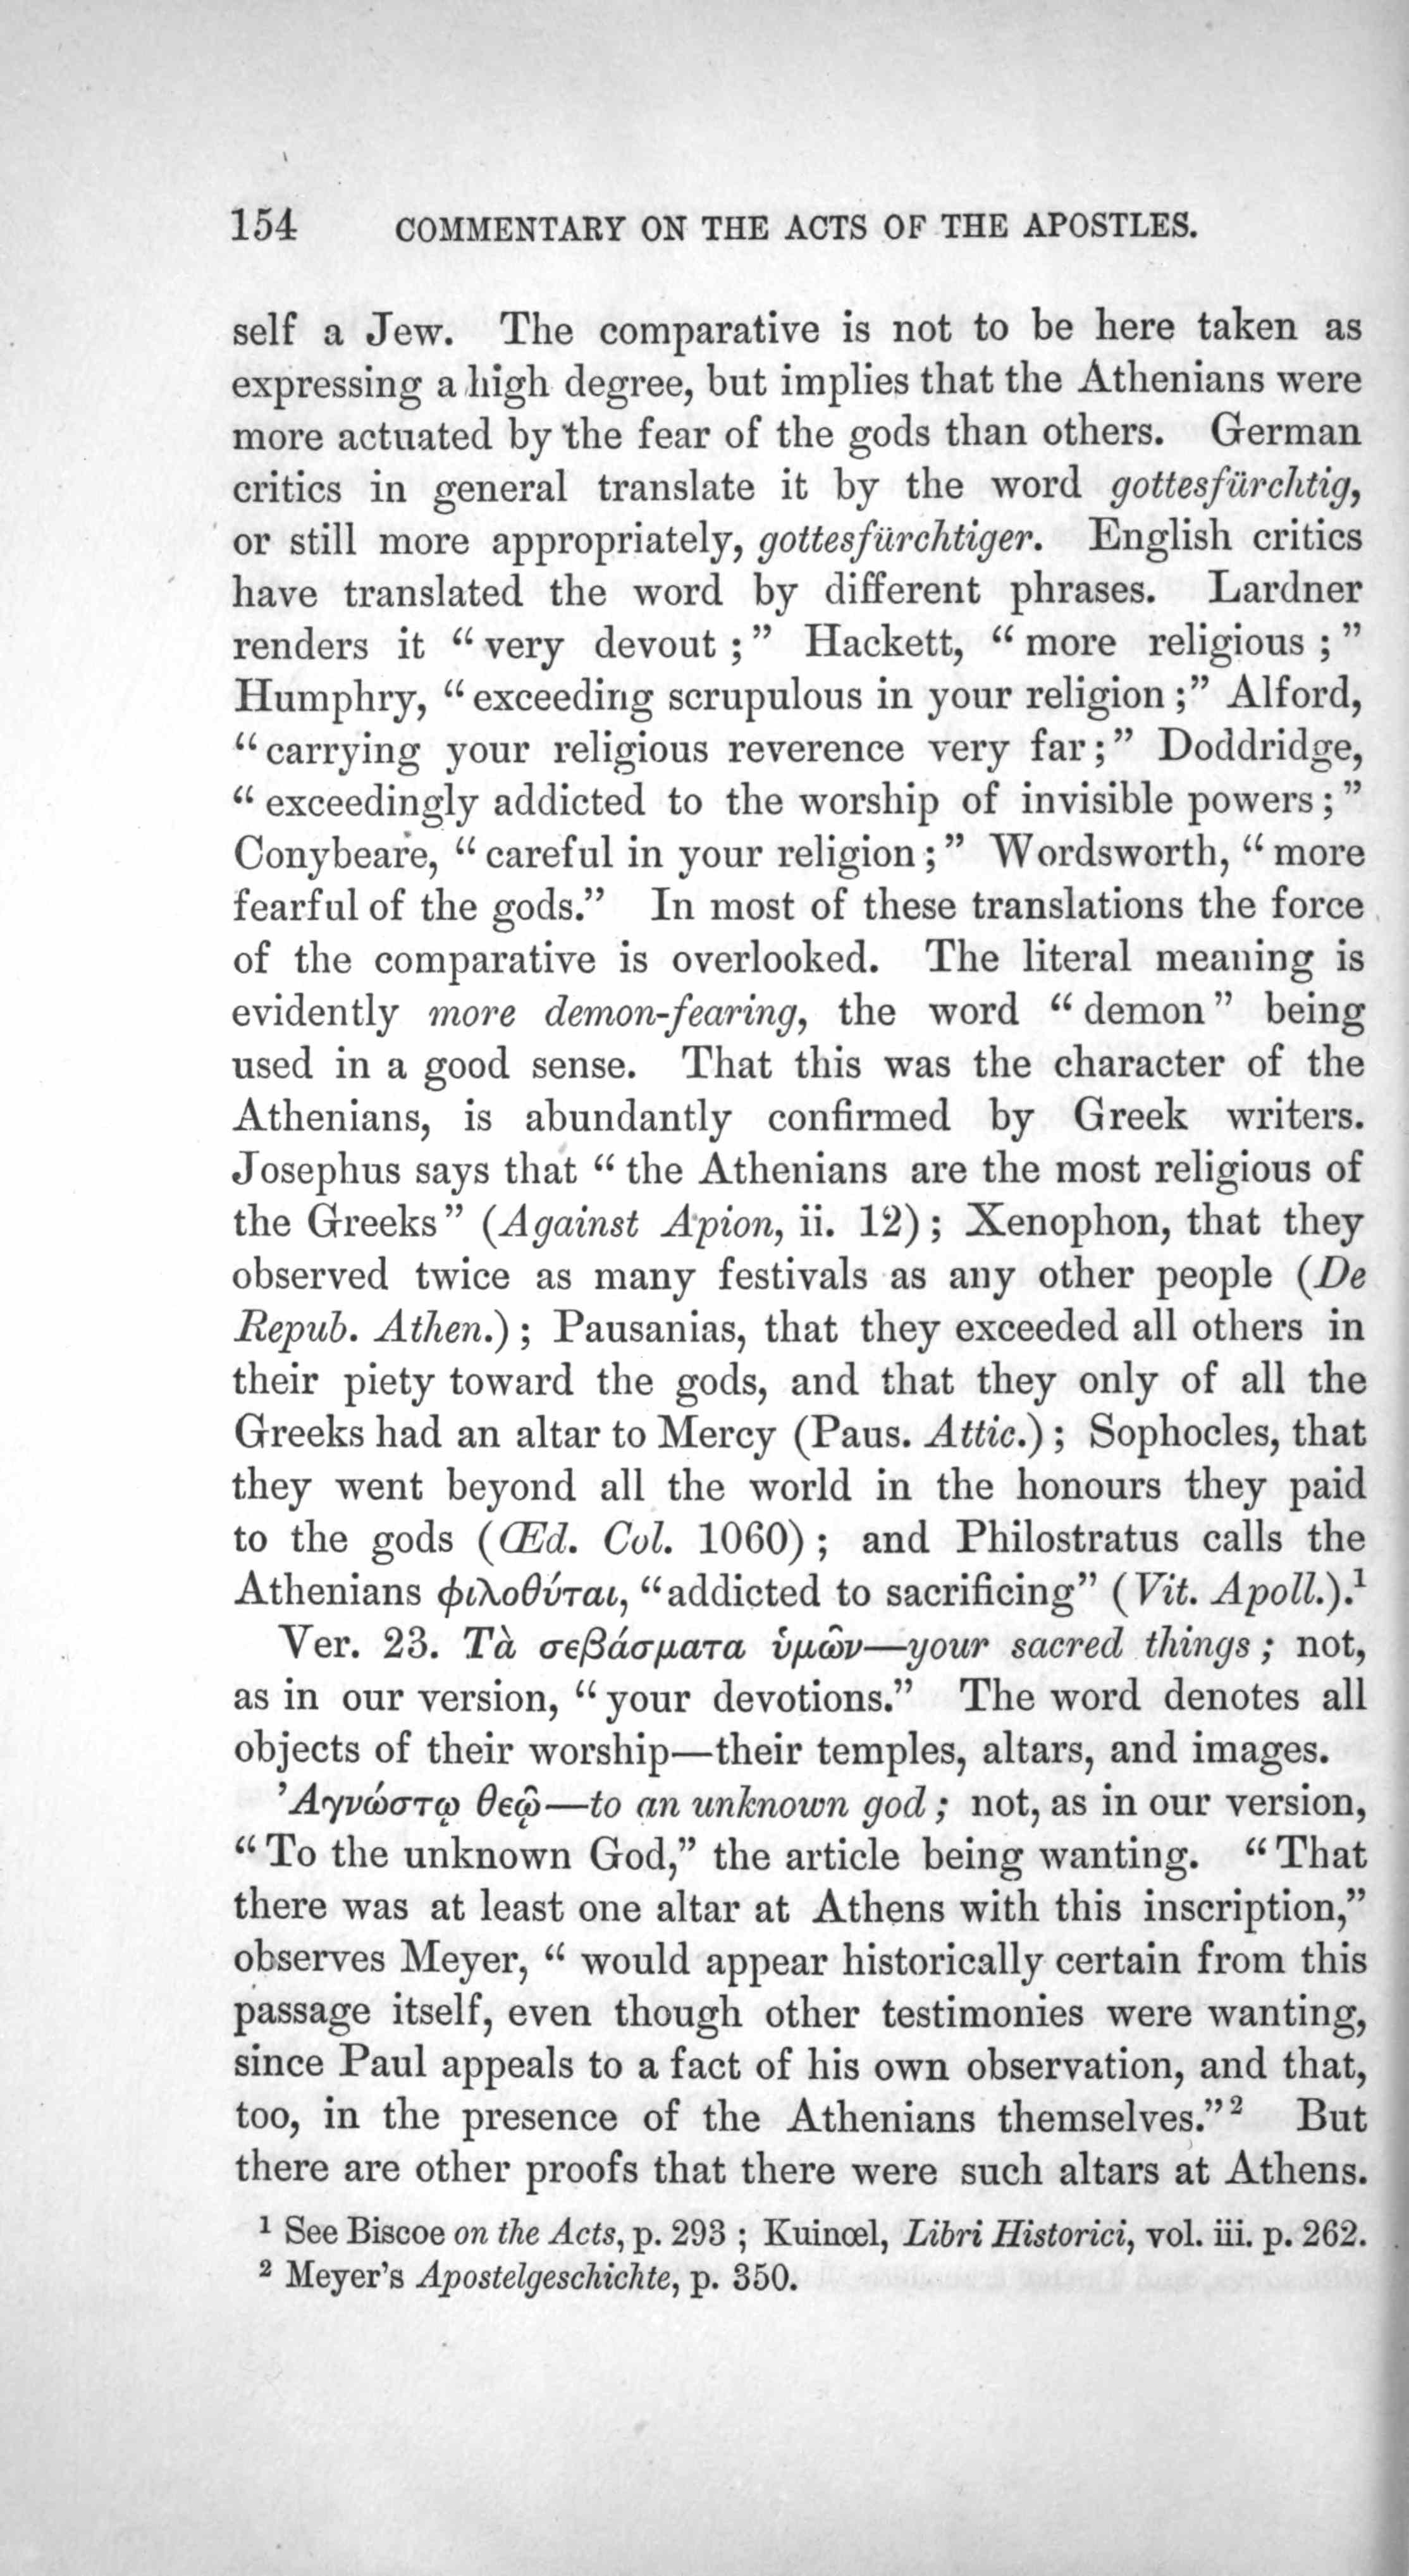 154 COMMENTARY ON THE ACTS OF THE APOSTLES.
self a Jew. The comparative is not to be here taken as
expressing a high degree, but implies that the Athenians were
more actuated by the fear of the gods than others. German
critics in general translate it by the word gottesfürchtig,
or still more appropriately, gottesfürchtiger. English critics
have translated the word by different phrases. Lardner
renders it “very devout;” Hackett, “more religious;”
Humphry, “exceeding scrupulous in your religion;” Alford,
“carrying your religious reverence very far;” Doddridge,
“exceedingly addicted to the worship of invisible powers;”
Conybeare, “careful in your religion;” Wordsworth, “more
fearful of the gods.” In most of these translations the force
of the comparative is overlooked. The literal meaning is
evidently more demon-fearing, the word “demon” being
used in a good sense. That this was the character of the
Athenians, is abundantly confirmed by Greek writers.
Josephus says that “the Athenians are the most religious of
the Greeks” (Against Apion, ii. 12); Xenophon, that they
observed twice as many festivals as any other people (De
Repub. Athen.); Pausanias, that they exceeded all others in
their piety toward the gods, and that they only of all the
Greeks had an altar to Mercy (Paus. Attic.); Sophocles, that
they went beyond all the world in the honours they paid
to the gods (Œd. Col. 1060); and Philostratus calls the
Athenians φιλοθύται, “addicted to sacrificing” (Vit. Apoll.).¹
Ver. 23. Τὰ σεβάσματα ὑμῶν—your sacred things; not,
as in our version, “your devotions.” The word denotes all
objects of their worship—their temples, altars, and images.
Ἀγνώστῳ θεῷ—to an unknown god; not, as in our version,
“To the unknown God,” the article being wanting. “That
there was at least one altar at Athens with this inscription,”
observes Meyer, “would appear historically certain from this
passage itself, even though other testimonies were wanting,
since Paul appeals to a fact of his own observation, and that,
too, in the presence of the Athenians themselves.”² But
there are other proofs that there were such altars at Athens.
¹ See Biscoe on the Acts, p. 293; Kuinœl, Libri Historici, vol. iii. p. 262.
² Meyer's Apostelgeschichte, p. 350.